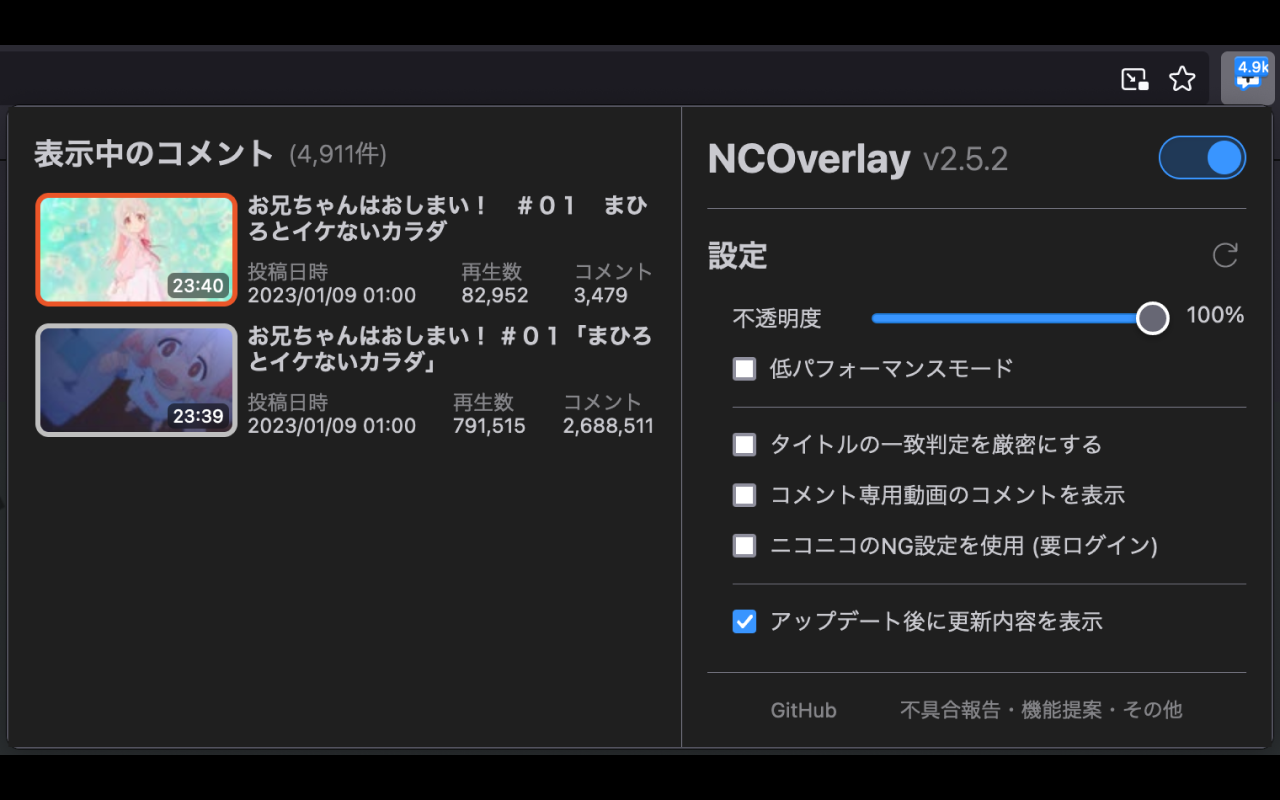 4.9k
表示中のコメント (4,911件)
23:40
お兄ちゃんはおしまい！　＃０１　まひ
ろとイケないカラダ
投稿日時 再生数 コメント
2023/01/09 01:00 82,952 3,479
23:39
お兄ちゃんはおしまい！＃０１「まひろ
とイケないカラダ」
投稿日時 再生数 コメント
2023/01/09 01:00 791,515 2,688,511
NCOverlay v2.5.2
設定
不透明度 100%
低パフォーマンスモード
タイトルの一致判定を厳密にする
コメント専用動画のコメントを表示
ニコニコのNG設定を使用 (要ログイン)
アップデート後に更新内容を表示
GitHub 不具合報告・機能提案・その他